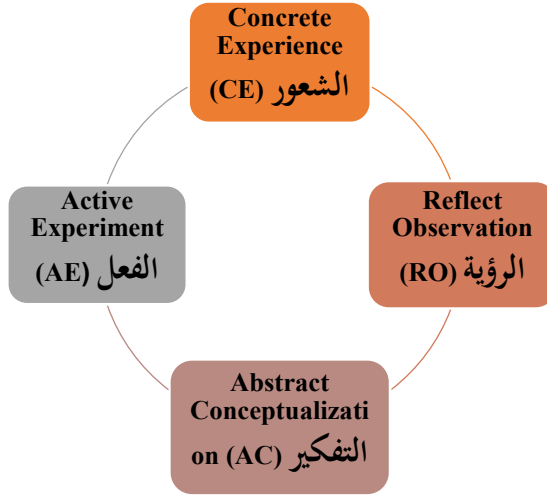 Concrete
Experience
الشعور (CE)
Reflect
Observation
الرؤية (RO)
Abstract
Conceptualizati
on (AC) التفكير
Active
Experiment
الفعل (AE)